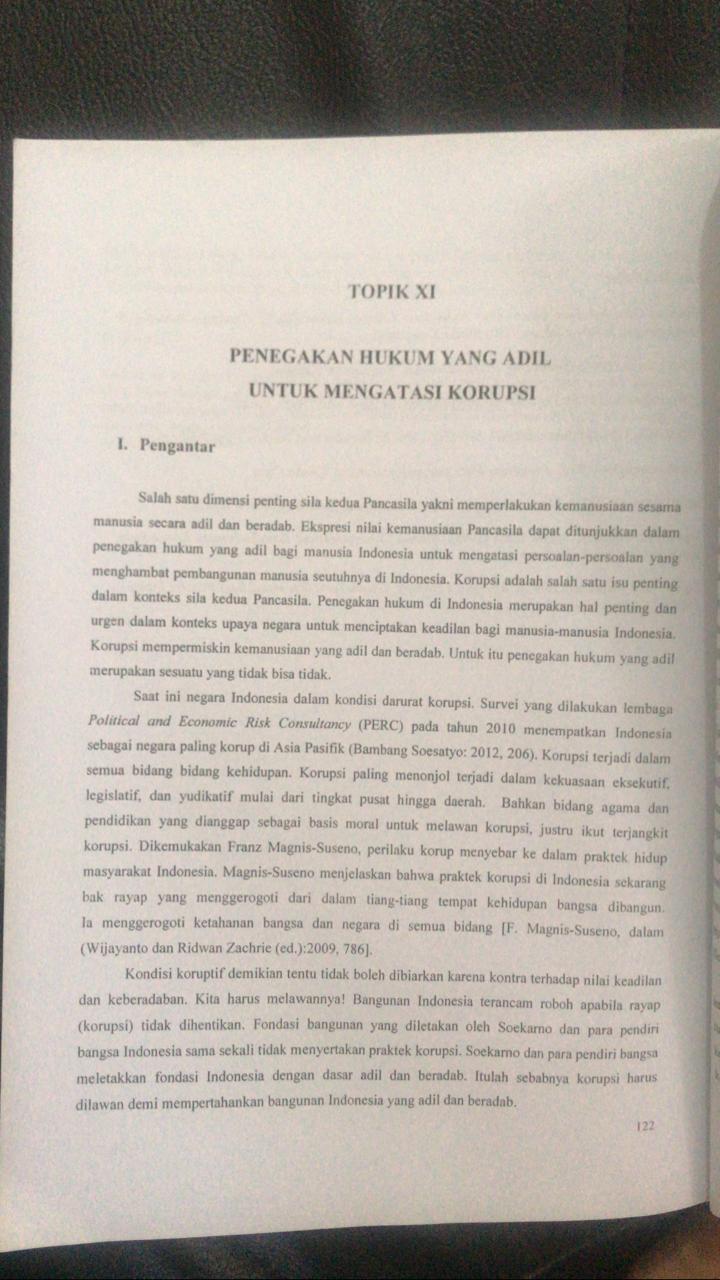 TOPIK XI
PENEGAKAN HUKUM YANG ADIL
UNTUK MENGATASI KORUPSI
I. Pengantar
Salah satu dimensi penting sila kedua Pancasila yakni memperlakukan kemanusiaan sesama
manusia secara adil dan beradab. Ekspresi nilai kemanusiaan Pancasila dapat ditunjukkan dalam
penegakan hukum yang adil bagi manusia Indonesia untuk mengatasi persoalan-persoalan yang
menghambat pembangunan manusia seutuhnya di Indonesia. Korupsi adalah salah satu isu penting
dalam konteks sila kedua Pancasila. Penegakan hukum di Indonesia merupakan hal penting dan
urgen dalam konteks upaya negara untuk menciptakan keadilan bagi manusia-manusia Indonesia.
Korupsi mempermiskin kemanusiaan yang adil dan beradab. Untuk itu penegakan hukum yang adil
merupakan sesuatu yang tidak bisa tidak.
Saat ini negara Indonesia dalam kondisi darurat korupsi. Survei yang dilakukan lembaga
Political and Economic Risk Consultancy (PERC) pada tahun 2010 menempatkan Indonesia
sebagai negara paling korup di Asia Pasifik (Bambang Soesatyo: 2012, 206). Korupsi terjadi dalam
semua bidang bidang kehidupan. Korupsi paling menonjol terjadi dalam kekuasaan eksekutif,
legislatif, dan yudikatif mulai dari tingkat pusat hingga daerah. Bahkan bidang agama dan
pendidikan yang dianggap sebagai basis moral untuk melawan korupsi, justru ikut terjangkit
korupsi. Dikemukakan Franz Magnis-Suseno, perilaku korup menyebar ke dalam praktek hidup
masyarakat Indonesia. Magnis-Suseno menjelaskan bahwa praktek korupsi di Indonesia sekarang
bak rayap yang menggerogoti dari dalam tiang-tiang tempat kehidupan bangsa dibangun.
Ia menggerogoti ketahanan bangsa dan negara di semua bidang [F. Magnis-Suseno, dalam
(Wijayanto dan Ridwan Zachrie (ed.):2009, 786].
Kondisi koruptif demikian tentu tidak boleh dibiarkan karena kontra terhadap nilai keadilan
dan keberadaban. Kita harus melawannya! Bangunan Indonesia terancam roboh apabila rayap
(korupsi) tidak dihentikan. Fondasi bangunan yang diletakan oleh Soekarno dan para pendiri
bangsa Indonesia sama sekali tidak menyertakan praktek korupsi. Soekarno dan para pendiri bangsa
meletakkan fondasi Indonesia dengan dasar adil dan beradab. Itulah sebabnya korupsi harus
dilawan demi mempertahankan bangunan Indonesia yang adil dan beradab.
122